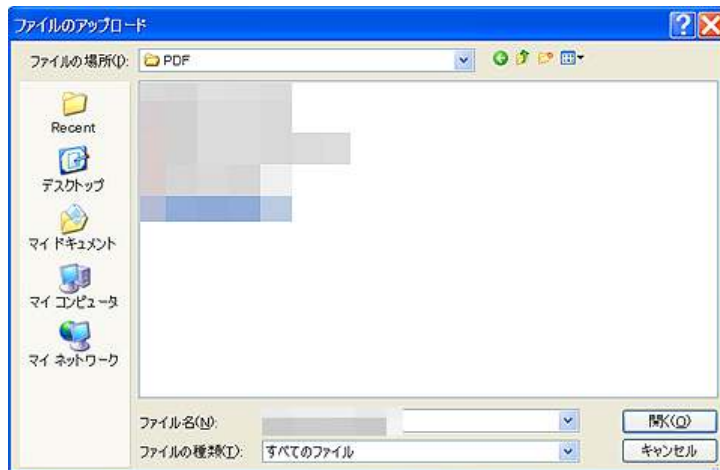 ファイルのアップロード
ファイルの場所(I):
PDF
Recent
デスクトップ
マイ ドキュメント
マイ コンピュータ
マイ ネットワーク
ファイル名(N):
開く(O)
ファイルの種類(T):
すべてのファイル
キャンセル